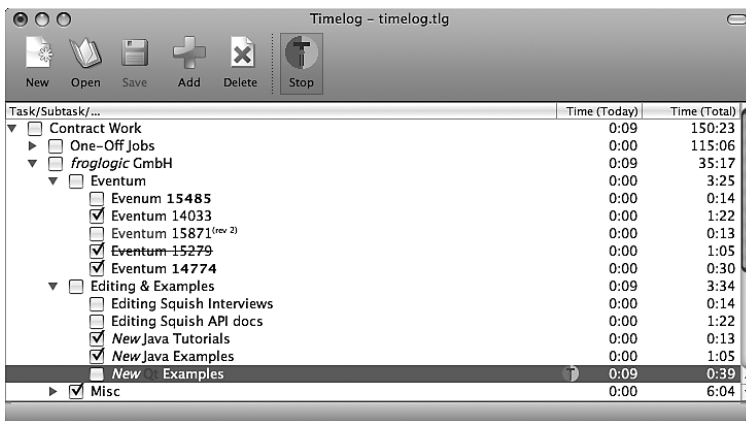 Timelog – timelog.tlg
New Open Save Add Delete Stop
Task/Subtask/... Time (Today) Time (Total)
Contract Work 0:09 150:23
One-Off Jobs 0:00 115:06
froglogic GmbH 0:09 35:17
Eventum 0:00 3:25
Evenum 15485 0:00 0:14
Eventum 14033 0:00 1:22
Eventum 15871(rev 2) 0:00 0:13
Eventum 15279 0:00 1:05
Eventum 14774 0:00 0:30
Editing & Examples 0:09 3:34
Editing Squish Interviews 0:00 0:14
Editing Squish API docs 0:00 1:22
New Java Tutorials 0:00 0:13
New Java Examples 0:00 1:05
New Qt Examples 0:09 0:39
Misc 0:00 6:04